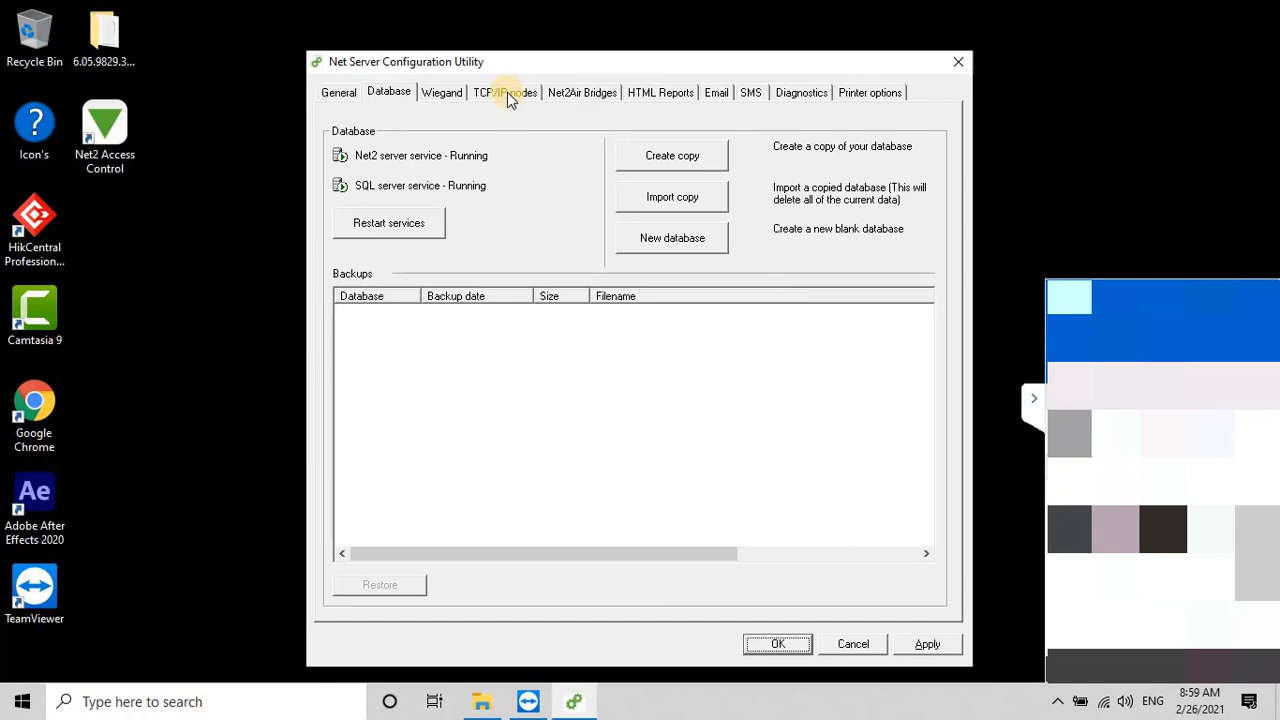 Recycle Bin
6.05.9829.3...
Icon's
Net2 Access
Control
HikCentral
Profession...
Camtasia 9
Google
Chrome
Adobe After
Effects 2020
TeamViewer
Net Server Configuration Utility
General Database Wiegand TCP/IP nodes Net2Air Bridges HTML Reports Email SMS Diagnostics Printer options
Database
Net2 server service - Running
SQL server service - Running
Restart services
Create copy
Import copy
New database
Create a copy of your database
Import a copied database (This will
delete all of the current data)
Create a new blank database
Backups
Database Backup date Size Filename
Restore
OK Cancel Apply
Type here to search
ENG
8:59 AM
2/26/2021